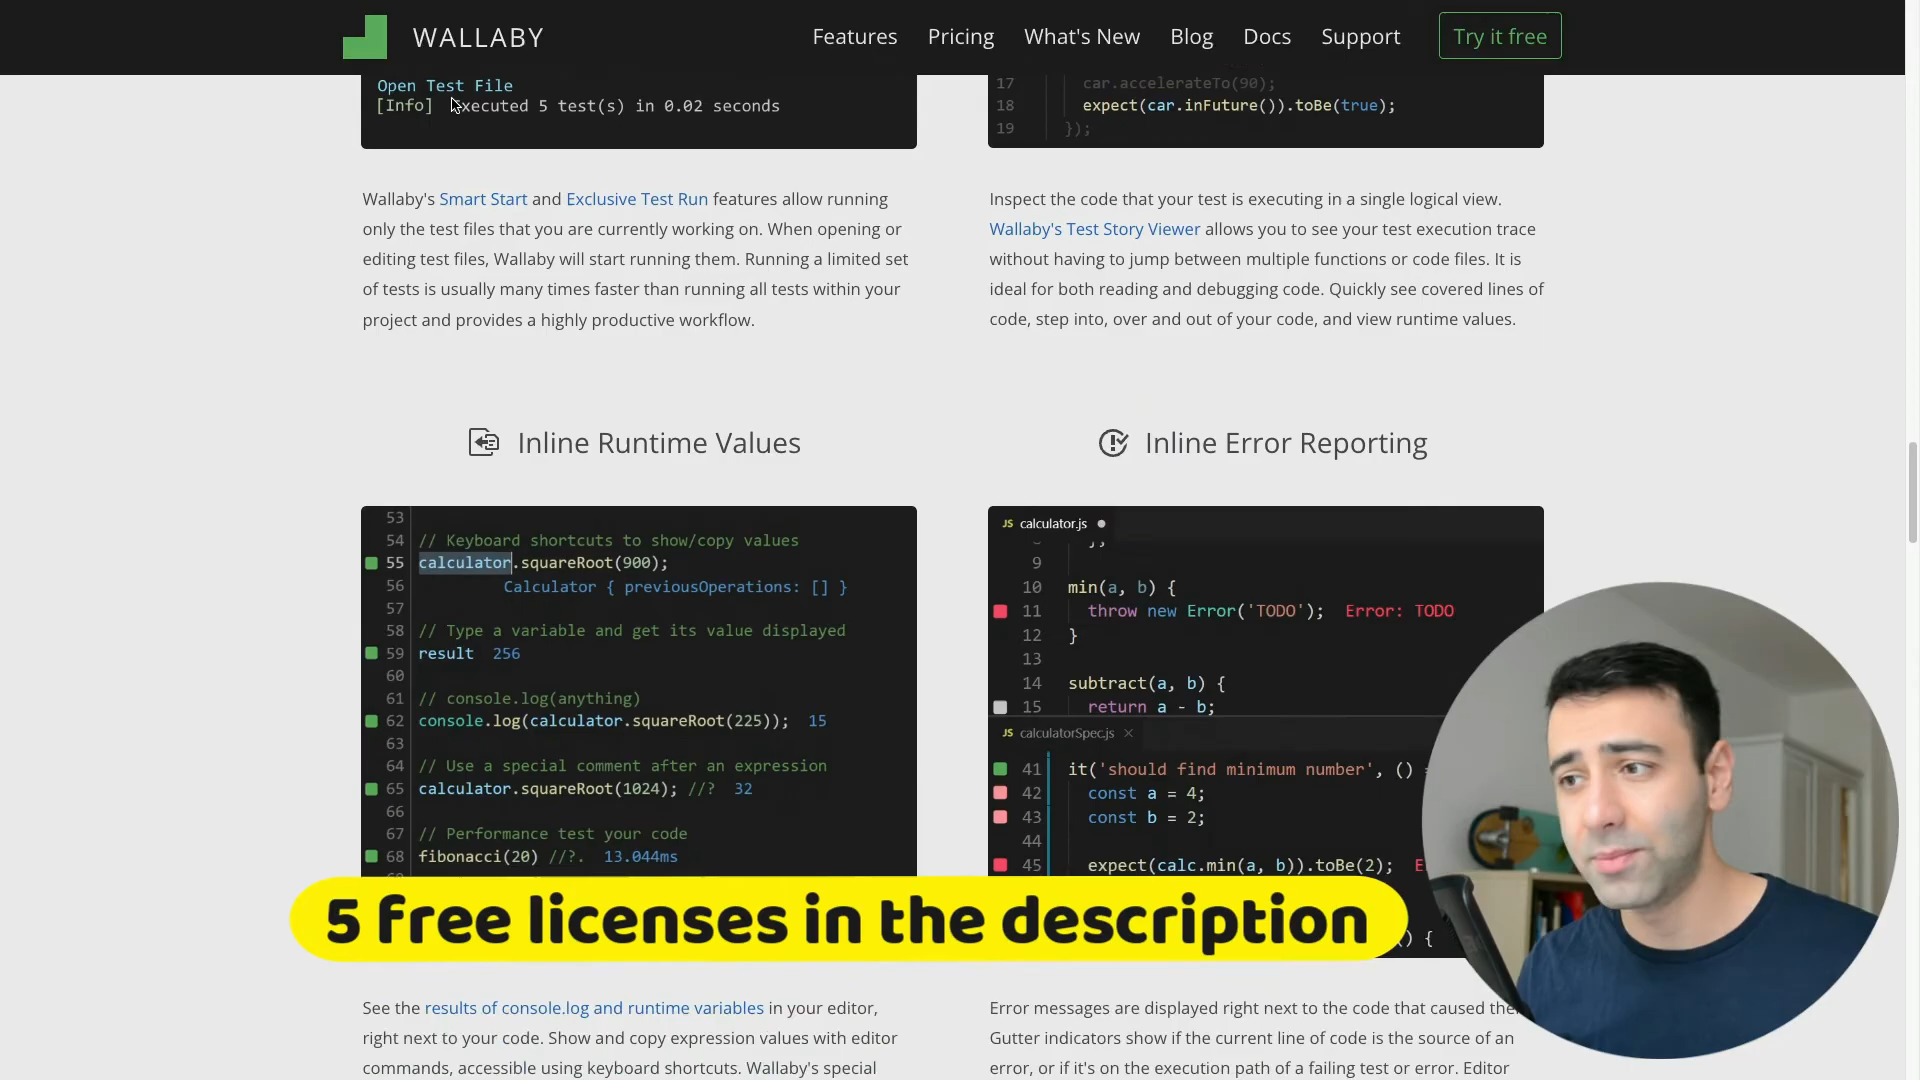 WALLABY
Features
Pricing
What's New
Blog
Docs
Support
Try it free
Open Test File
[Info] Executed 5 test(s) in 0.02 seconds
17 car.accelerateTo(90);
18 expect(car.inFuture()).toBe(true);
19 });
Wallaby's Smart Start and Exclusive Test Run features allow running
only the test files that you are currently working on. When opening or
editing test files, Wallaby will start running them. Running a limited set
of tests is usually many times faster than running all tests within your
project and provides a highly productive workflow.
Inspect the code that your test is executing in a single logical view.
Wallaby's Test Story Viewer allows you to see your test execution trace
without having to jump between multiple functions or code files. It is
ideal for both reading and debugging code. Quickly see covered lines of
code, step into, over and out of your code, and view runtime values.
Inline Runtime Values
53
54 // Keyboard shortcuts to show/copy values
55 calculator.squareRoot(900);
56 Calculator { previousOperations: [] }
57
58 // Type a variable and get its value displayed
59 result 256
60
61 // console.log(anything)
62 console.log(calculator.squareRoot(225)); 15
63
64 // Use a special comment after an expression
65 calculator.squareRoot(1024); //? 32
66
67 // Performance test your code
68 fibonacci(20) //?. 13.044ms
Inline Error Reporting
JS calculator.js
9
10 min(a, b) {
11 throw new Error('TODO'); Error: TODO
12 }
13
14 subtract(a, b) {
15 return a - b;
JS calculatorSpec.js
41 it('should find minimum number', ()
42 const a = 4;
43 const b = 2;
44
45 expect(calc.min(a, b)).toBe(2); E
) {
5 free licenses in the description
See the results of console.log and runtime variables in your editor,
right next to your code. Show and copy expression values with editor
commands, accessible using keyboard shortcuts. Wallaby's special
Error messages are displayed right next to the code that caused the
Gutter indicators show if the current line of code is the source of an
error, or if it's on the execution path of a failing test or error. Editor